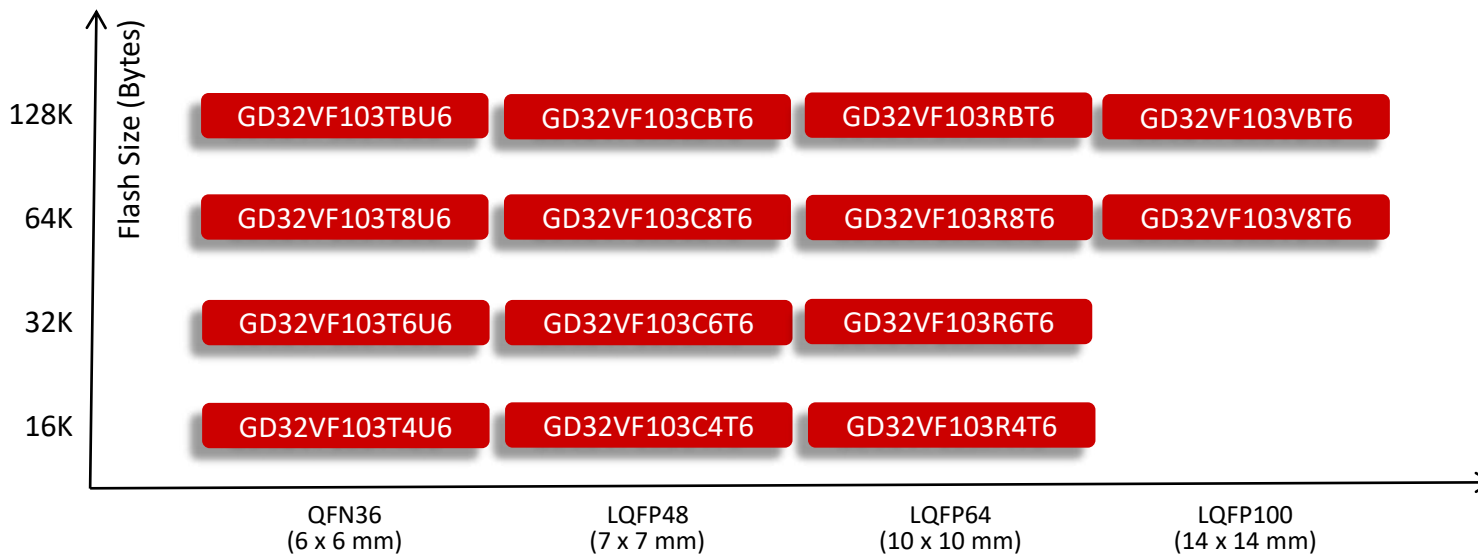 Flash Size (Bytes)
128K
GD32VF103TBU6
GD32VF103CBT6
GD32VF103RBT6
GD32VF103VBT6
64K
GD32VF103T8U6
GD32VF103C8T6
GD32VF103R8T6
GD32VF103V8T6
32K
GD32VF103T6U6
GD32VF103C6T6
GD32VF103R6T6
16K
GD32VF103T4U6
GD32VF103C4T6
GD32VF103R4T6
QFN36
(6 x 6 mm)
LQFP48
(7 x 7 mm)
LQFP64
(10 x 10 mm)
LQFP100
(14 x 14 mm)